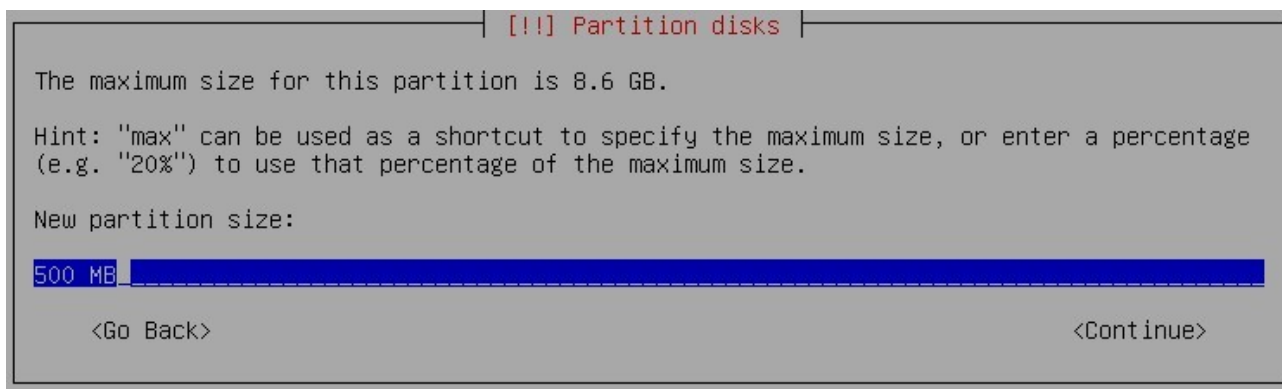 [!!] Partition disks
The maximum size for this partition is 8.6 GB.
Hint: "max" can be used as a shortcut to specify the maximum size, or enter a percentage
(e.g. "20%") to use that percentage of the maximum size.
New partition size:
500 MB
<Go Back> <Continue>